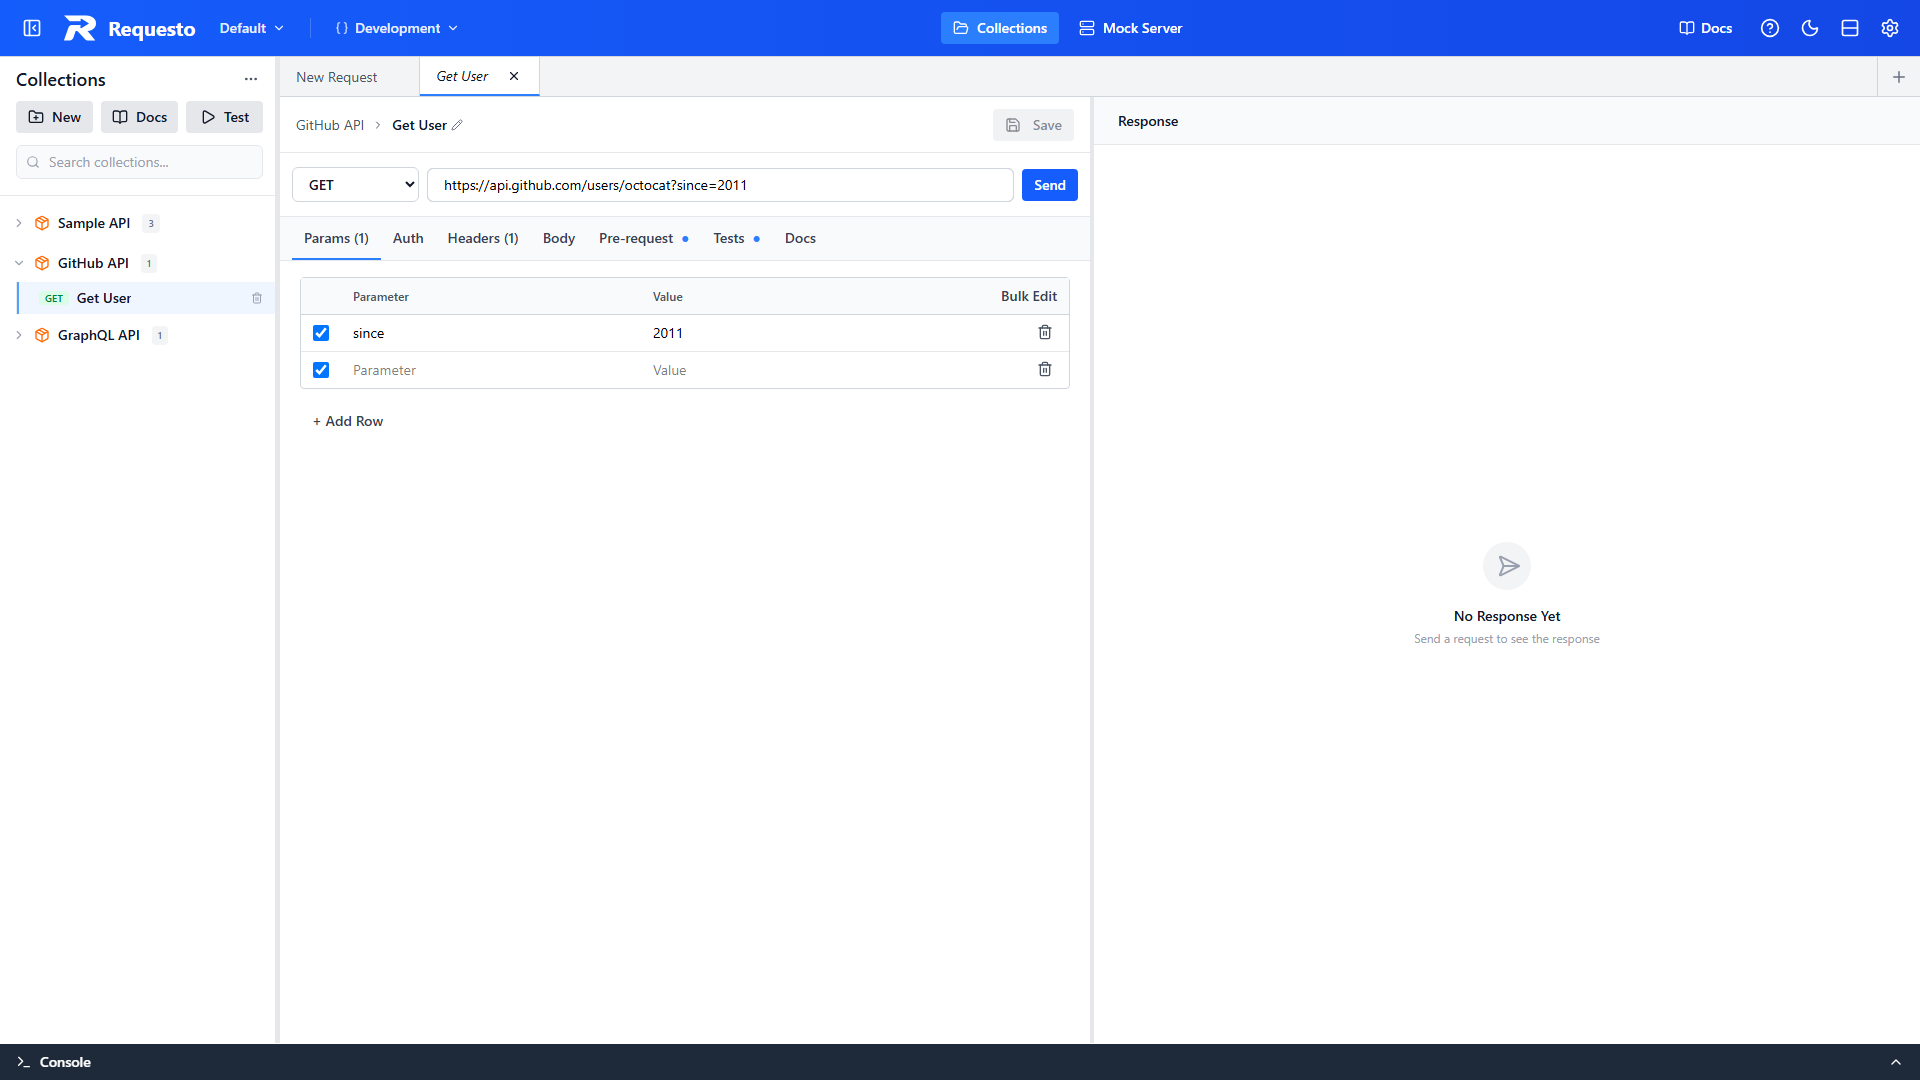 Requesto
Default
{ } Development
Collections
Mock Server
Docs
Collections
New
Docs
Test
Search collections...
Sample API 3
GitHub API 1
GET Get User
GraphQL API 1
New Request
Get User
GitHub API > Get User
Save
GET
https://api.github.com/users/octocat?since=2011
Send
Params (1)
Auth
Headers (1)
Body
Pre-request
Tests
Docs
Parameter Value Bulk Edit
since 2011
Parameter Value
+ Add Row
Response
No Response Yet
Send a request to see the response
Console